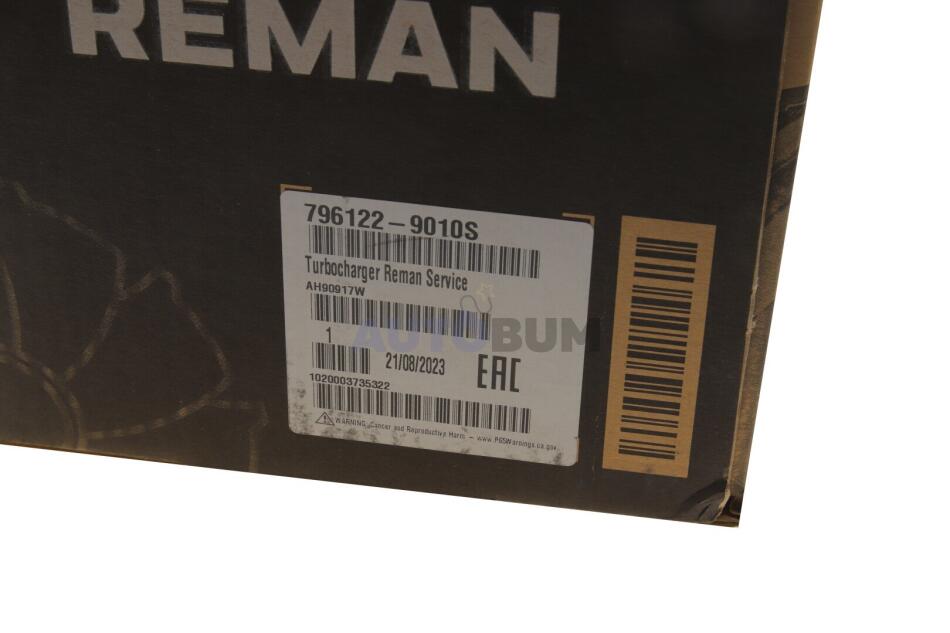 REMAN
796122-9010S
Turbocharger Reman Service
AH90917W
AUTOBUM
1
21/08/2023
EAC
1020003735322
WARNING Cancer and Reproductive Harm - www.P65Warnings.ca.gov